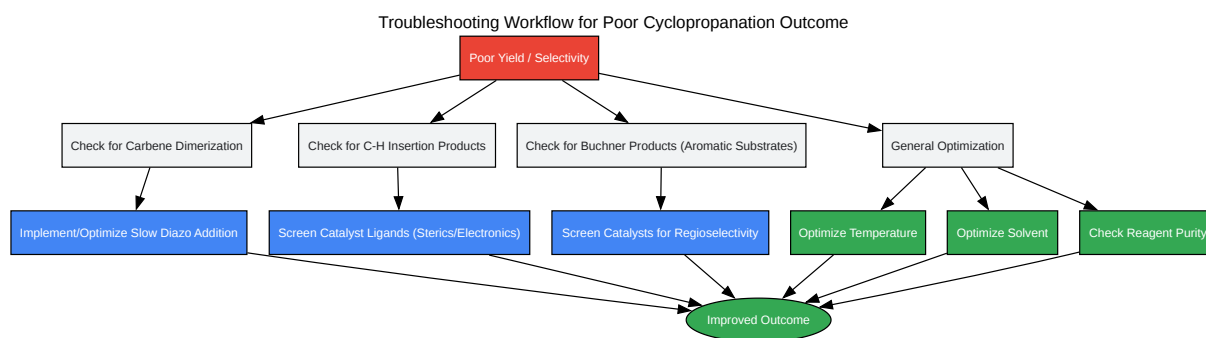 Troubleshooting Workflow for Poor Cyclopropanation Outcome
Poor Yield / Selectivity
Check for Carbene Dimerization
Check for C-H Insertion Products
Check for Buchner Products (Aromatic Substrates)
General Optimization
Implement/Optimize Slow Diazo Addition
Screen Catalyst Ligands (Sterics/Electronics)
Screen Catalysts for Regioselectivity
Optimize Temperature
Optimize Solvent
Check Reagent Purity
Improved Outcome